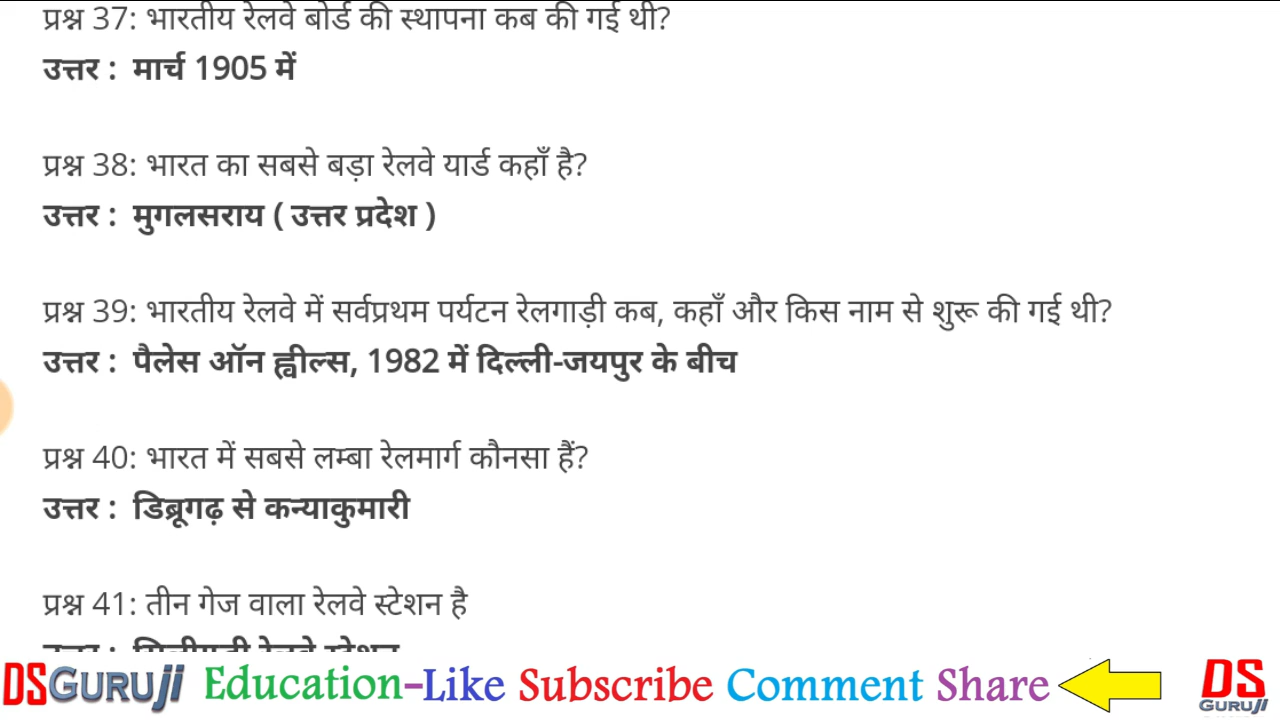 प्रश्न 37: भारतीय रेलवे बोर्ड की स्थापना कब की गई थी?
उत्तर : मार्च 1905 में
प्रश्न 38: भारत का सबसे बड़ा रेलवे यार्ड कहाँ है?
उत्तर : मुगलसराय ( उत्तर प्रदेश )
प्रश्न 39: भारतीय रेलवे में सर्वप्रथम पर्यटन रेलगाड़ी कब, कहाँ और किस नाम से शुरू की गई थी?
उत्तर : पैलेस ऑन ह्वील्स, 1982 में दिल्ली-जयपुर के बीच
प्रश्न 40: भारत में सबसे लम्बा रेलमार्ग कौनसा हैं?
उत्तर : डिब्रूगढ़ से कन्याकुमारी
प्रश्न 41: तीन गेज वाला रेलवे स्टेशन है
DSGURUji Education-Like Subscribe Comment Share
DS
GURUji